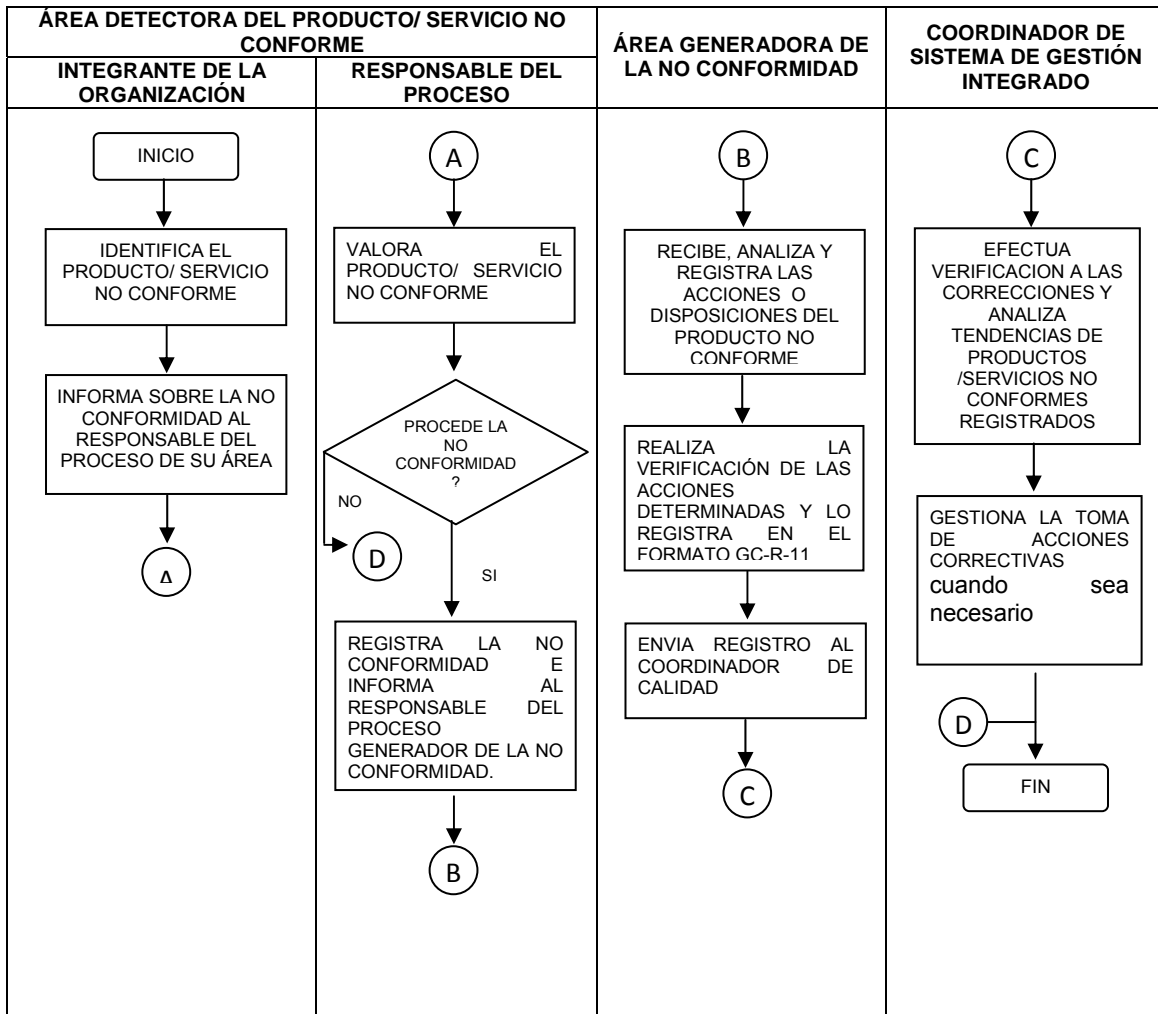 ÁREA DETECTORA DEL PRODUCTO/ SERVICIO NO
CONFORME
INTEGRANTE DE LA
ORGANIZACIÓN
RESPONSABLE DEL
PROCESO
ÁREA GENERADORA DE
LA NO CONFORMIDAD
COORDINADOR DE
SISTEMA DE GESTIÓN
INTEGRADO
INICIO
IDENTIFICA EL
PRODUCTO/ SERVICIO
NO CONFORME
INFORMA SOBRE LA NO
CONFORMIDAD AL
RESPONSABLE DEL
PROCESO DE SU ÁREA
A
A
VALORA EL
PRODUCTO/ SERVICIO
NO CONFORME
PROCEDE LA
NO
CONFORMIDAD
?
NO
D
SI
REGISTRA LA NO
CONFORMIDAD E
INFORMA AL
RESPONSABLE DEL
PROCESO
GENERADOR DE LA NO
CONFORMIDAD.
B
B
RECIBE, ANALIZA Y
REGISTRA LAS
ACCIONES O
DISPOSICIONES DEL
PRODUCTO NO
CONFORME
REALIZA LA
VERIFICACIÓN DE LAS
ACCIONES
DETERMINADAS Y LO
REGISTRA EN EL
FORMATO GC-R-11
ENVIA REGISTRO AL
COORDINADOR DE
CALIDAD
C
C
EFECTUA
VERIFICACION A LAS
CORRECCIONES Y
ANALIZA
TENDENCIAS DE
PRODUCTOS
/SERVICIOS NO
CONFORMES
REGISTRADOS
GESTIONA LA TOMA
DE ACCIONES
CORRECTIVAS
cuando sea
necesario
D
FIN